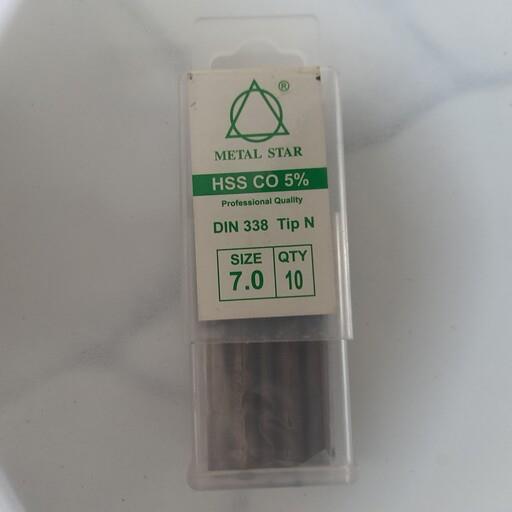 ®
METAL STAR
HSS CO 5%
Professional Quality
DIN 338 Tip N
SIZE QTY
7.0 10